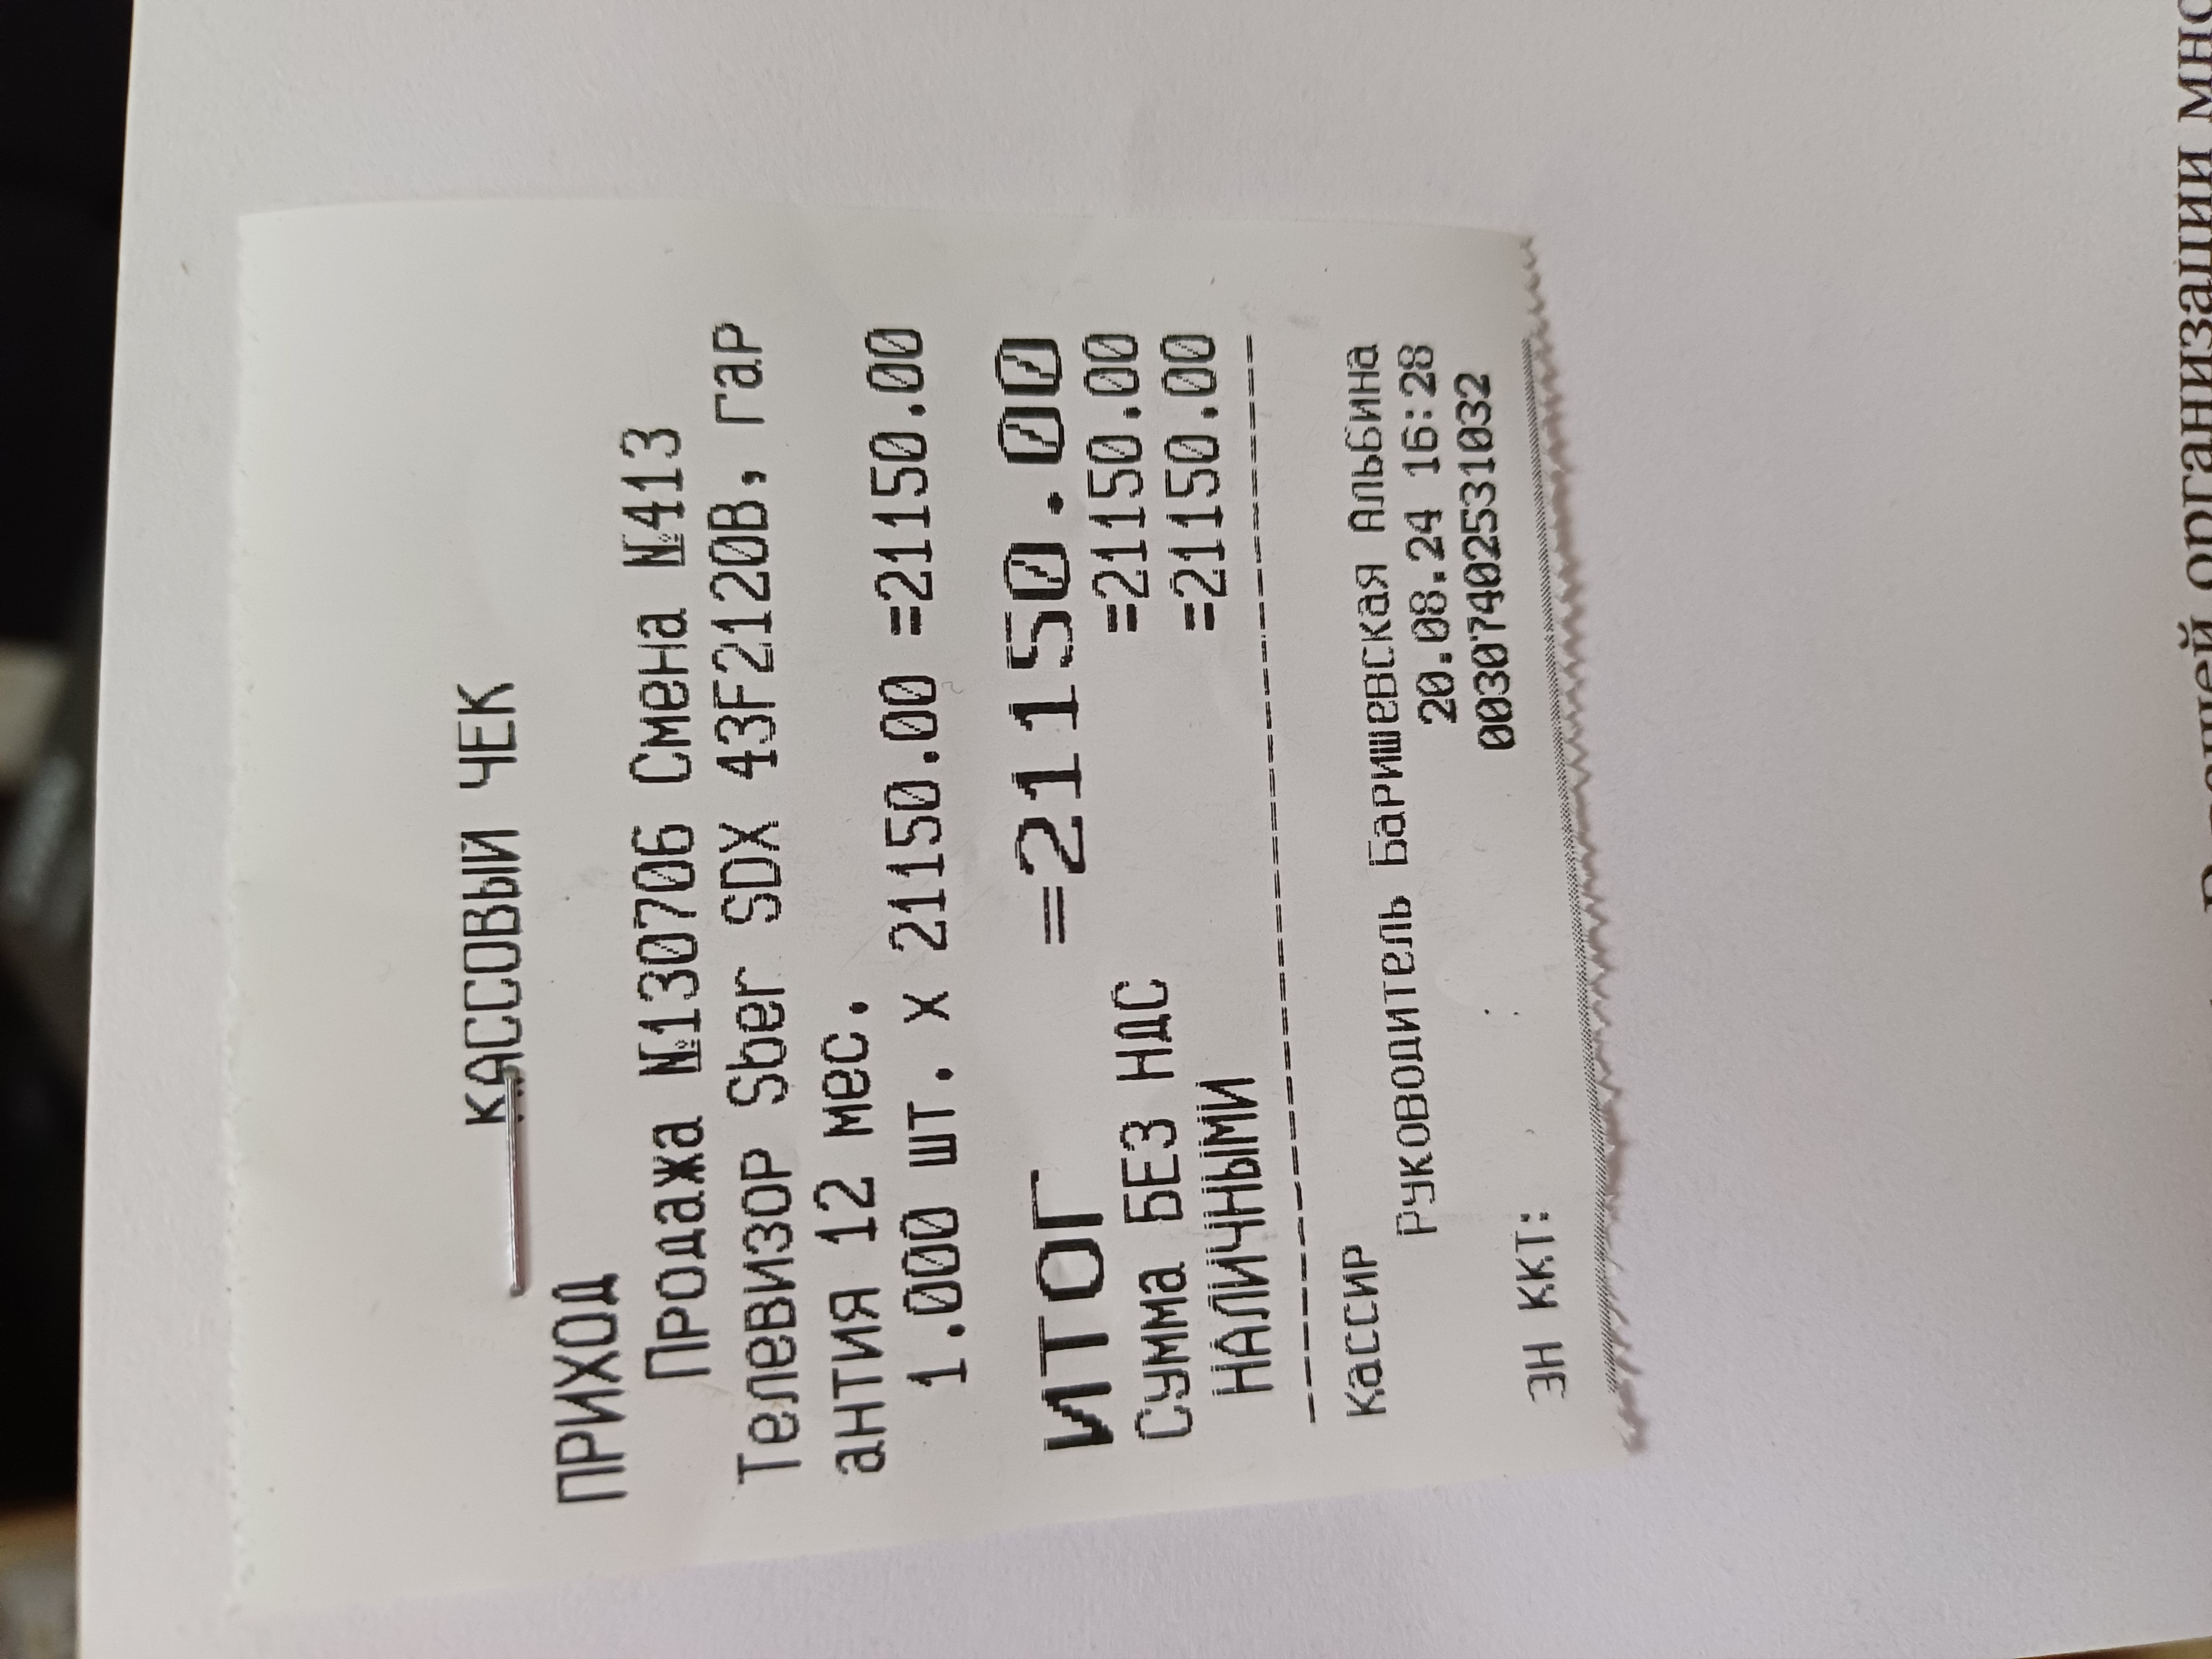 КАССОВЫЙ ЧЕК
ПРИХОД
Продажа №130706 Смена №413
Телевизор Sber SDX 43F2120B, гар
антия 12 мес.
1.000 шт. x 21150.00 =21150.00
ИТОГ =21150.00
Сумма БЕЗ НДС =21150.00
НАЛИЧНЫМИ =21150.00
Кассир
Руководитель Баришевская Альбина
20.08.24 16:28
ЗН ККТ: 00307402531032